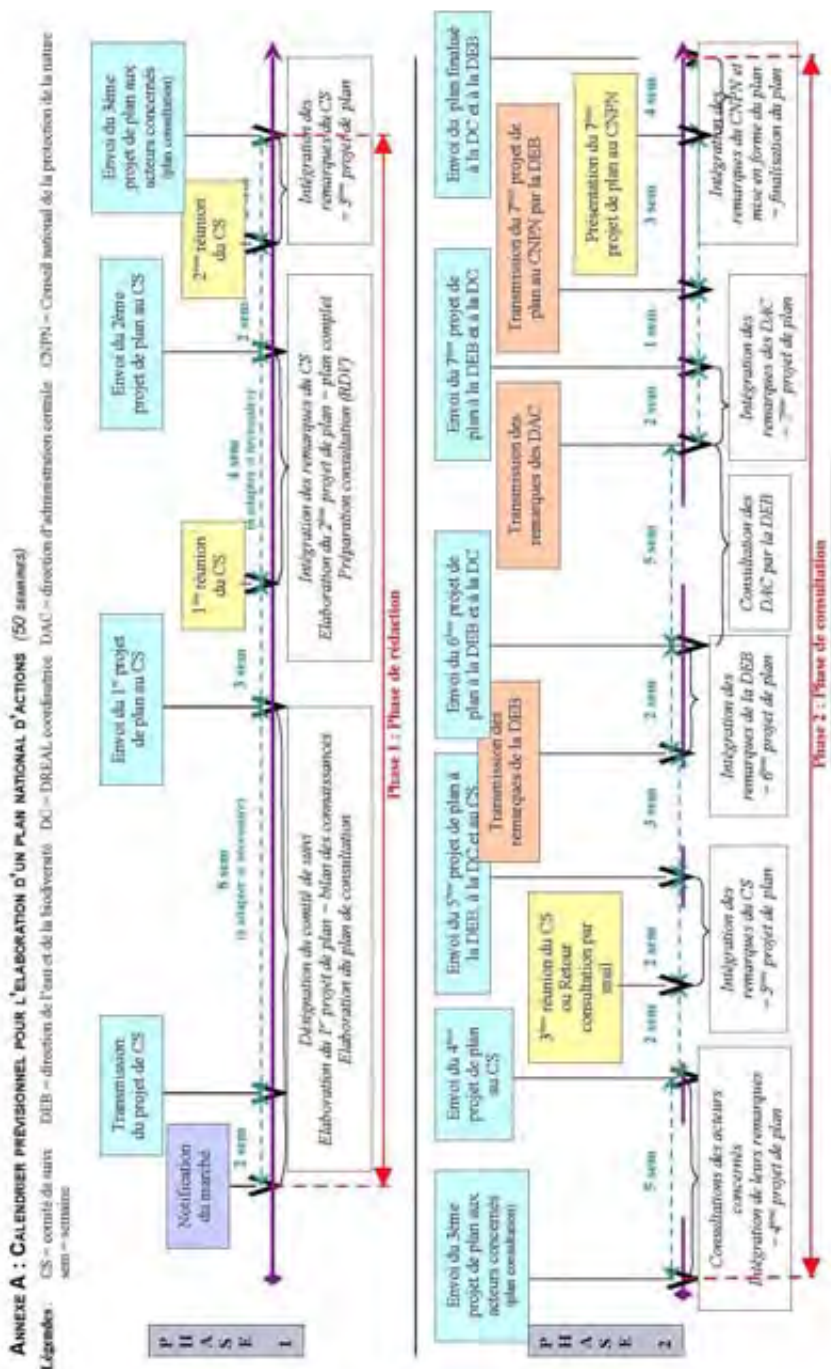 ANNEXE A : CALENDRIER PRÉVISIONNEL POUR L'ELABORATION D'UN PLAN NATIONAL D'ACTIONS (50 SEMAINES)
Légendes : CS = comité de suivi DEB = direction de l'eau et de la biodiversité DC = DREAL coordinatrice DAC = direction d'administration centrale CNPN = Conseil national de la protection de la nature
sem = semaine
PHASE 1
Notification
du marché
Transmission
du projet de CS
Envoi du 1er projet
de plan au CS
1ère réunion
du CS
Envoi du 2ème
projet de plan au CS
2ème réunion
du CS
Envoi du 3ème
projet de plan aux
acteurs concernés
(plan consultation)
2 sem
8 sem
(à adapter si nécessaire)
3 sem
4 sem
(à adapter si nécessaire)
2 sem
Désignation du comité de suivi
Elaboration du 1er projet de plan = bilan des connaissances
Elaboration du plan de consultation
Intégration des remarques du CS
Elaboration du 2ème projet de plan = plan complet
Préparation consultation (RDV)
Intégration des
remarques du CS
= 3ème projet de plan
Phase 1 : Phase de rédaction
PHASE 2
Envoi du 3ème
projet de plan aux
acteurs concernés
(plan consultation)
Envoi du 4ème
projet de plan
au CS
3ème réunion du CS
ou Retour
consultation par
mail
Envoi du 5ème projet de plan à
la DEB, à la DC et au CS
Transmission des
remarques de la DEB
Envoi du 6ème projet de
plan à la DEB et à la DC
Transmission des
remarques des DAC
Envoi du 7ème projet de
plan à la DEB et à la DC
Transmission du 7ème projet de
plan au CNPN par la DEB
Présentation du 7ème
projet de plan au CNPN
Envoi du plan finalisé
à la DC et à la DEB
5 sem
2 sem
2 sem
3 sem
2 sem
5 sem
2 sem
1 sem
3 sem
4 sem
Consultations des acteurs
concernés
Intégration de leurs remarques
= 4ème projet de plan
Intégration des
remarques du CS
= 5ème projet de plan
Intégration des
remarques de la DEB
= 6ème projet de plan
Consultation des
DAC par la DEB
Intégration des
remarques des DAC
= 7ème projet de plan
Intégration des
remarques du CNPN et
mise en forme du plan
= finalisation du plan
Phase 2 : Phase de consultation